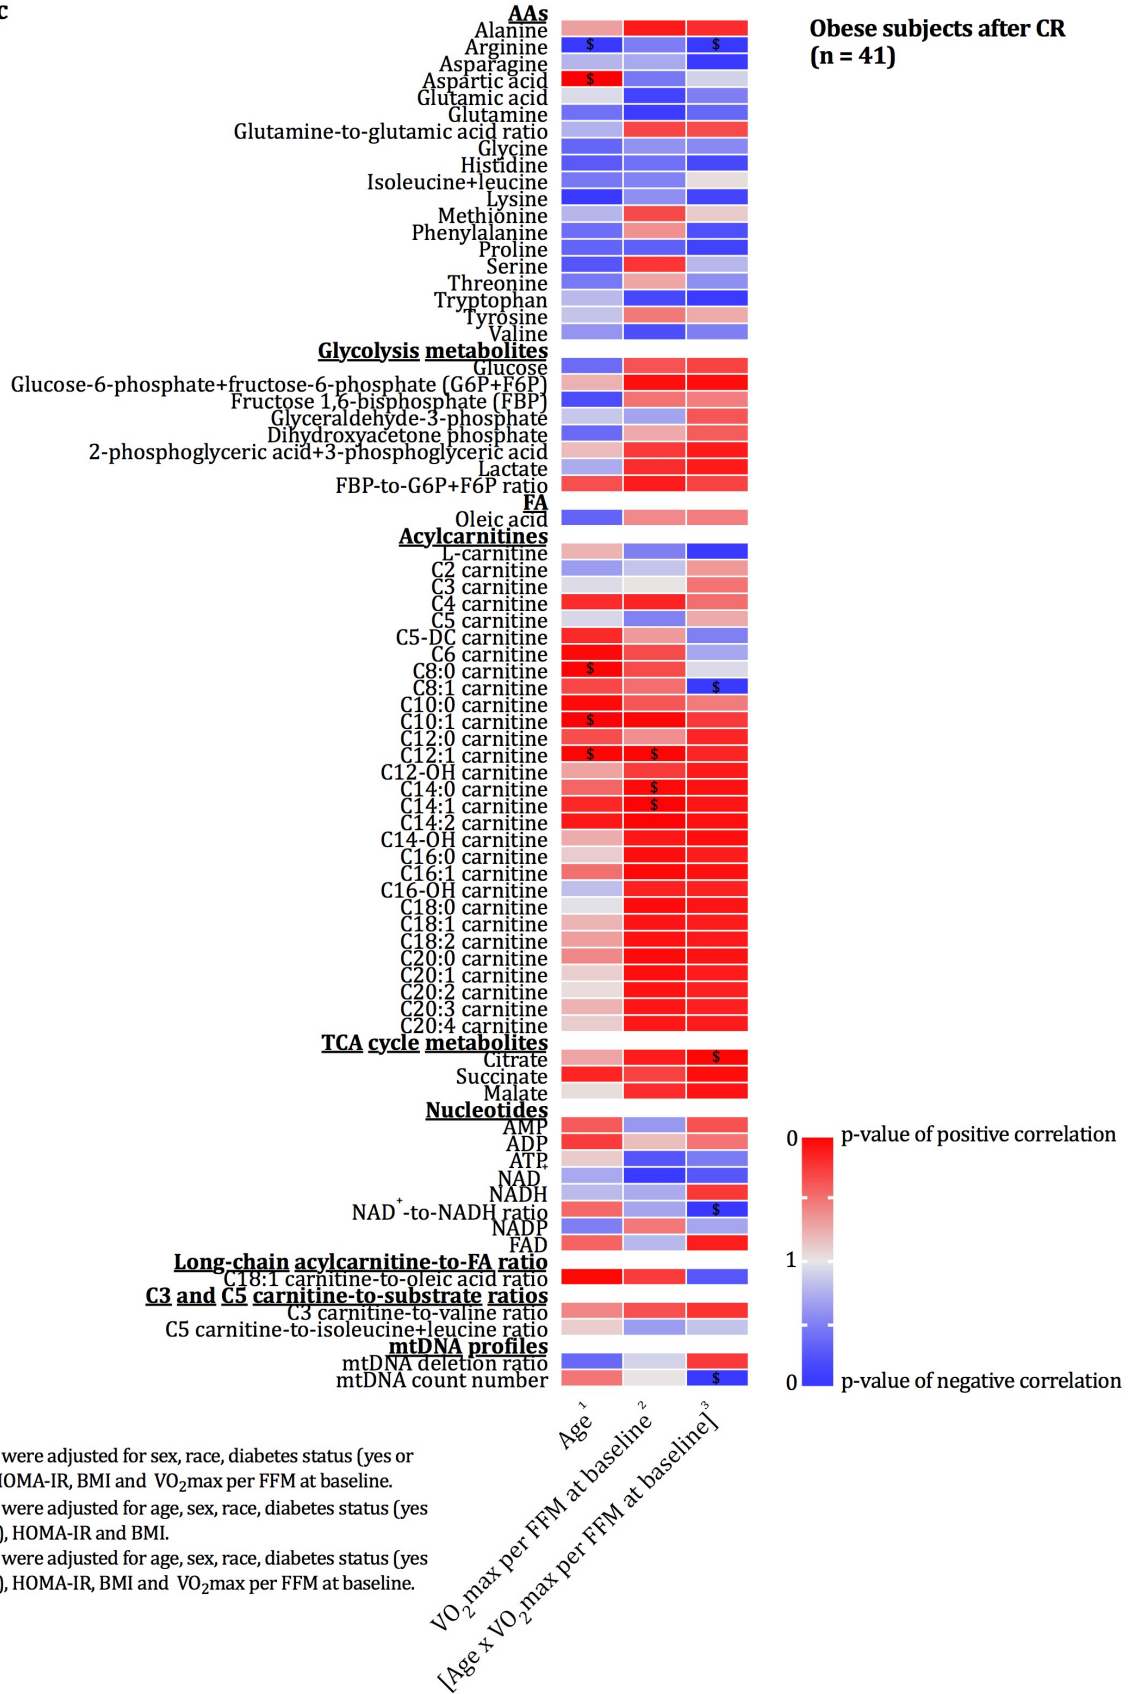 c
AAs
Obese subjects after CR
(n = 41)
Alanine
Arginine $ $
Asparagine
Aspartic acid $
Glutamic acid
Glutamine
Glutamine-to-glutamic acid ratio
Glycine
Histidine
Isoleucine+leucine
Lysine
Methionine
Phenylalanine
Proline
Serine
Threonine
Tryptophan
Tyrosine
Valine
Glycolysis metabolites
Glucose
Glucose-6-phosphate+fructose-6-phosphate (G6P+F6P)
Fructose 1,6-bisphosphate (FBP)
Glyceraldehyde-3-phosphate
Dihydroxyacetone phosphate
2-phosphoglyceric acid+3-phosphoglyceric acid
Lactate
FBP-to-G6P+F6P ratio
FA
Oleic acid
Acylcarnitines
L-carnitine
C2 carnitine
C3 carnitine
C4 carnitine
C5 carnitine
C5-DC carnitine
C6 carnitine
C8:0 carnitine $
C8:1 carnitine $
C10:0 carnitine
C10:1 carnitine $
C12:0 carnitine
C12:1 carnitine $ $
C12-OH carnitine
C14:0 carnitine $
C14:1 carnitine $
C14:2 carnitine
C14-OH carnitine
C16:0 carnitine
C16:1 carnitine
C16-OH carnitine
C18:0 carnitine
C18:1 carnitine
C18:2 carnitine
C20:0 carnitine
C20:1 carnitine
C20:2 carnitine
C20:3 carnitine
C20:4 carnitine
TCA cycle metabolites
Citrate $
Succinate
Malate
Nucleotides
AMP
ADP
ATP
NAD⁺
NADH
NAD⁺-to-NADH ratio $
NADP
FAD
Long-chain acylcarnitine-to-FA ratio
C18:1 carnitine-to-oleic acid ratio
C3 and C5 carnitine-to-substrate ratios
C3 carnitine-to-valine ratio
C5 carnitine-to-isoleucine+leucine ratio
mtDNA profiles
mtDNA deletion ratio
mtDNA count number $
0 p-value of positive correlation
1
0 p-value of negative correlation
Age¹
VO₂max per FFM at baseline²
[Age x VO₂max per FFM at baseline]³
were adjusted for sex, race, diabetes status (yes or
HOMA-IR, BMI and VO₂max per FFM at baseline.
were adjusted for age, sex, race, diabetes status (yes
), HOMA-IR and BMI.
were adjusted for age, sex, race, diabetes status (yes
), HOMA-IR, BMI and VO₂max per FFM at baseline.